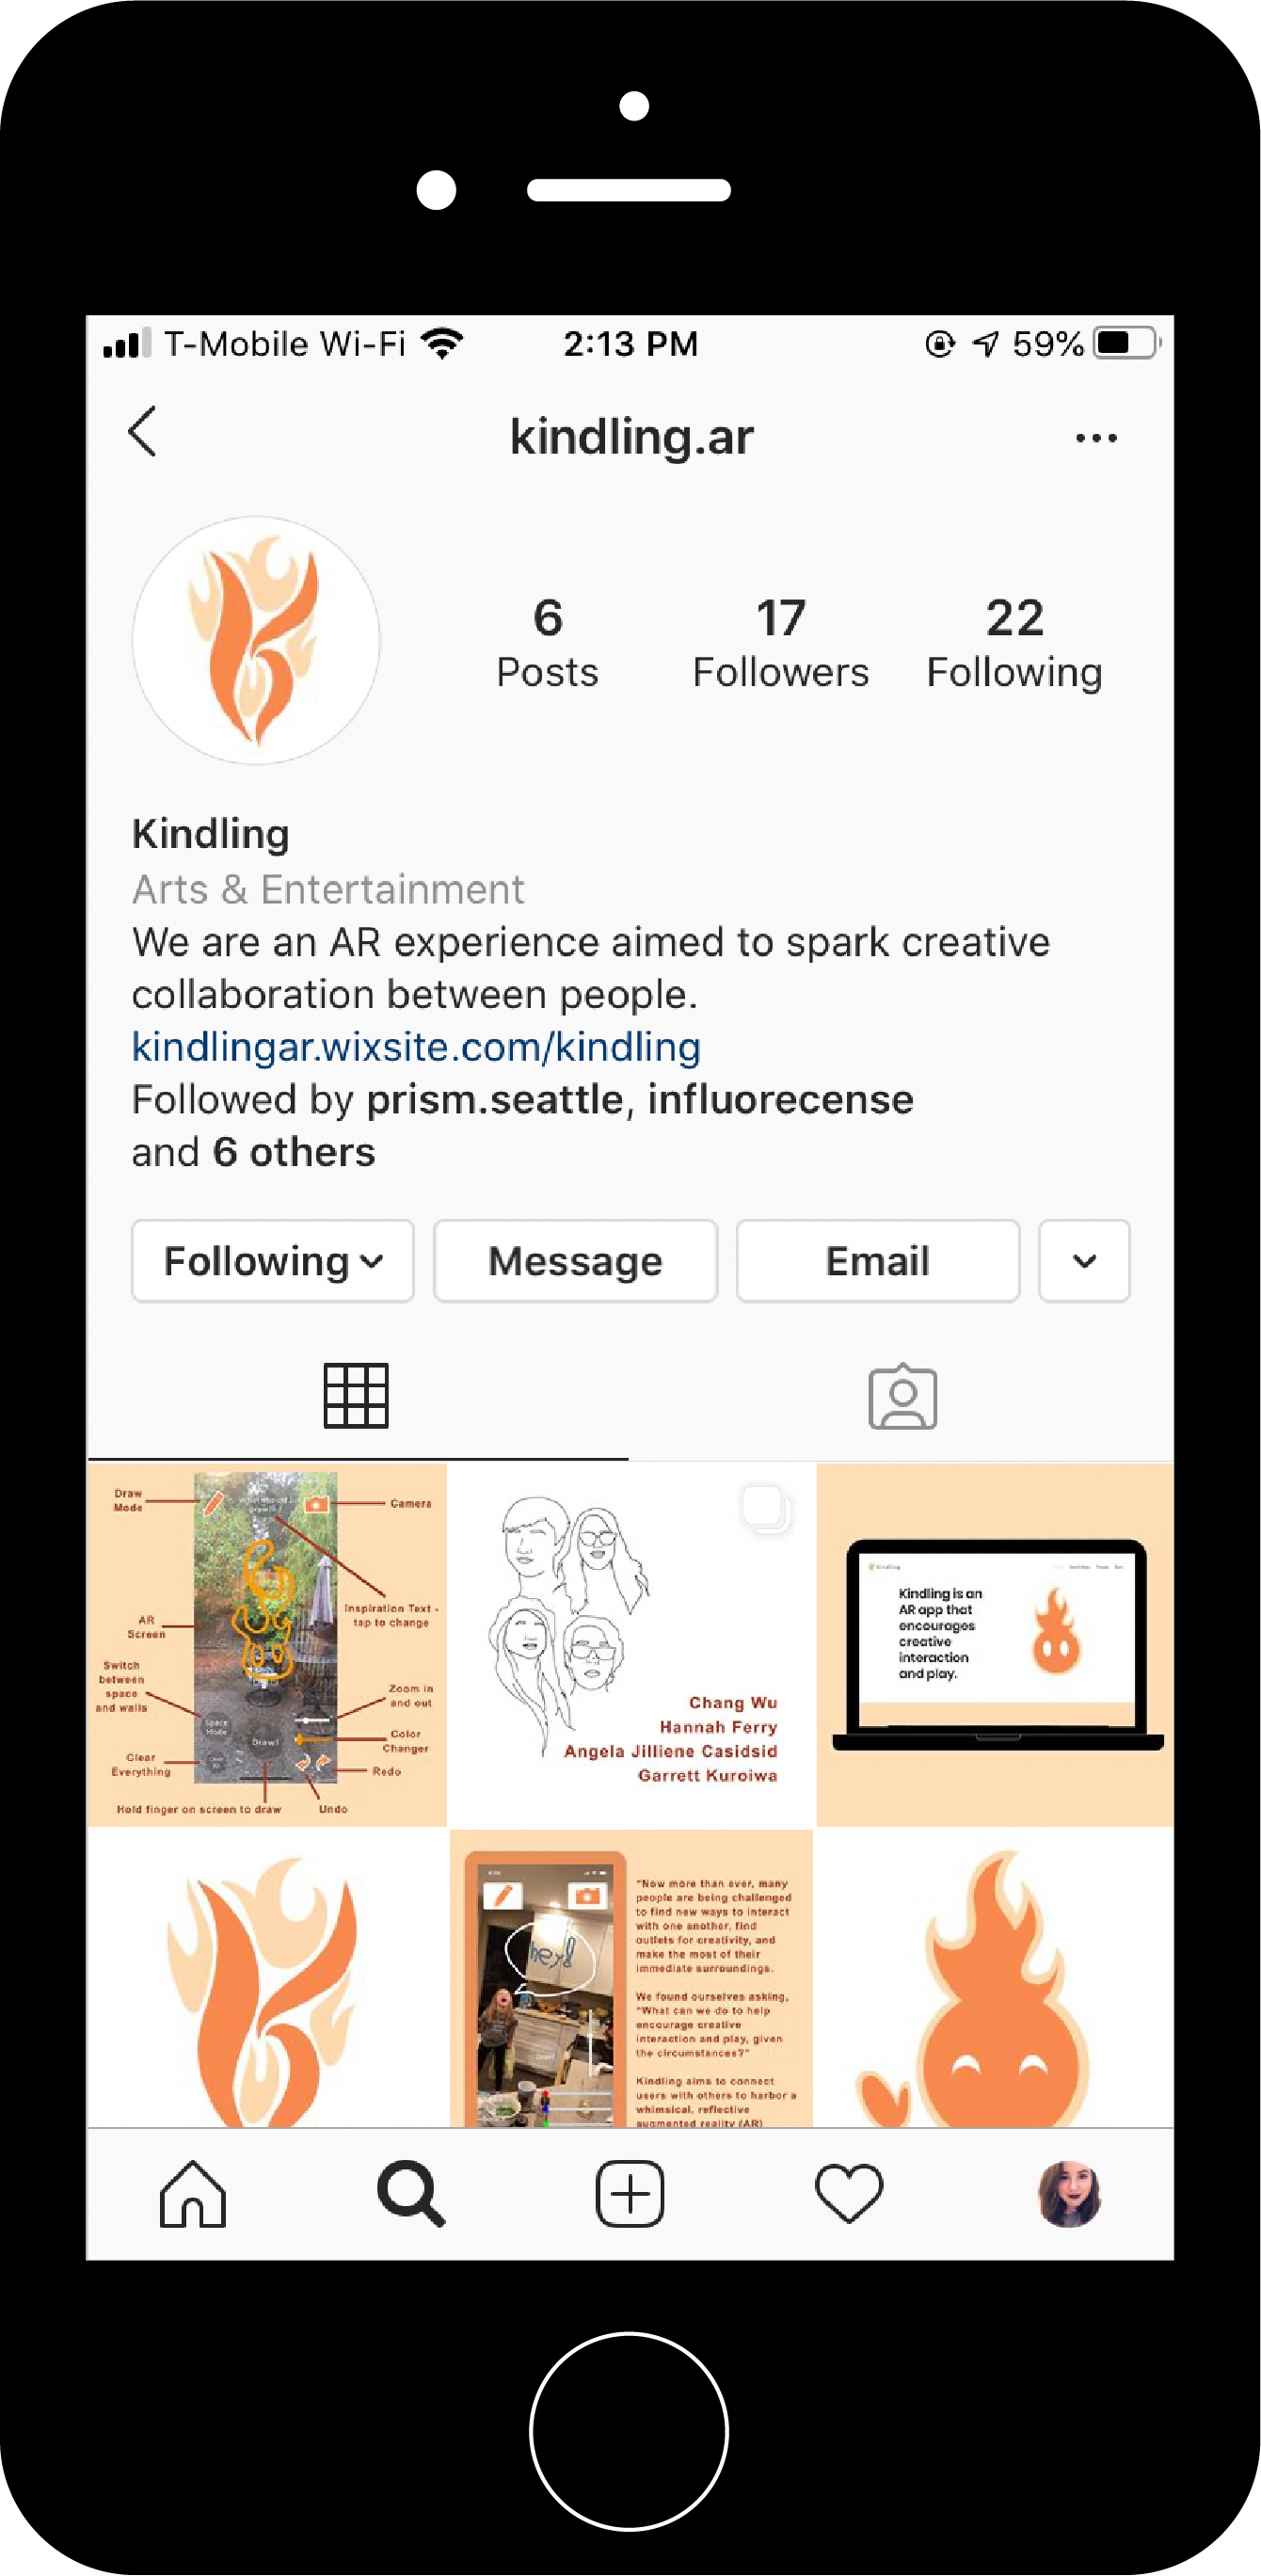 T-Mobile Wi-Fi 2:13 PM 59%
kindling.ar
6 17 22
Posts Followers Following
Kindling
Arts & Entertainment
We are an AR experience aimed to spark creative
collaboration between people.
kindlingar.wixsite.com/kindling
Followed by prism.seattle, influorecense
and 6 others
Following Message Email
Draw
Mode
Camera
Inspiration Text -
tap to change
AR
Screen
Switch
between
space
and walls
Zoom in
and out
Space
Mode
Draw!
Color
Changer
Clear
Everything
Redo
Hold finger on screen to draw
Undo
Chang Wu
Hannah Ferry
Angela Jilliene Casidsid
Garrett Kuroiwa
Kindling
Kindling is an
AR app that
encourages
creative
interaction
and play.
hey!
"Now more than ever, many
people are being challenged
to find new ways to interact
with one another, find
outlets for creativity, and
make the most of their
immediate surroundings.
We found ourselves asking,
"What can we do to help
encourage creative
interaction and play, given
the circumstances?"
Kindling aims to connect
users with others to harbor a
whimsical, reflective
augmented reality (AR)